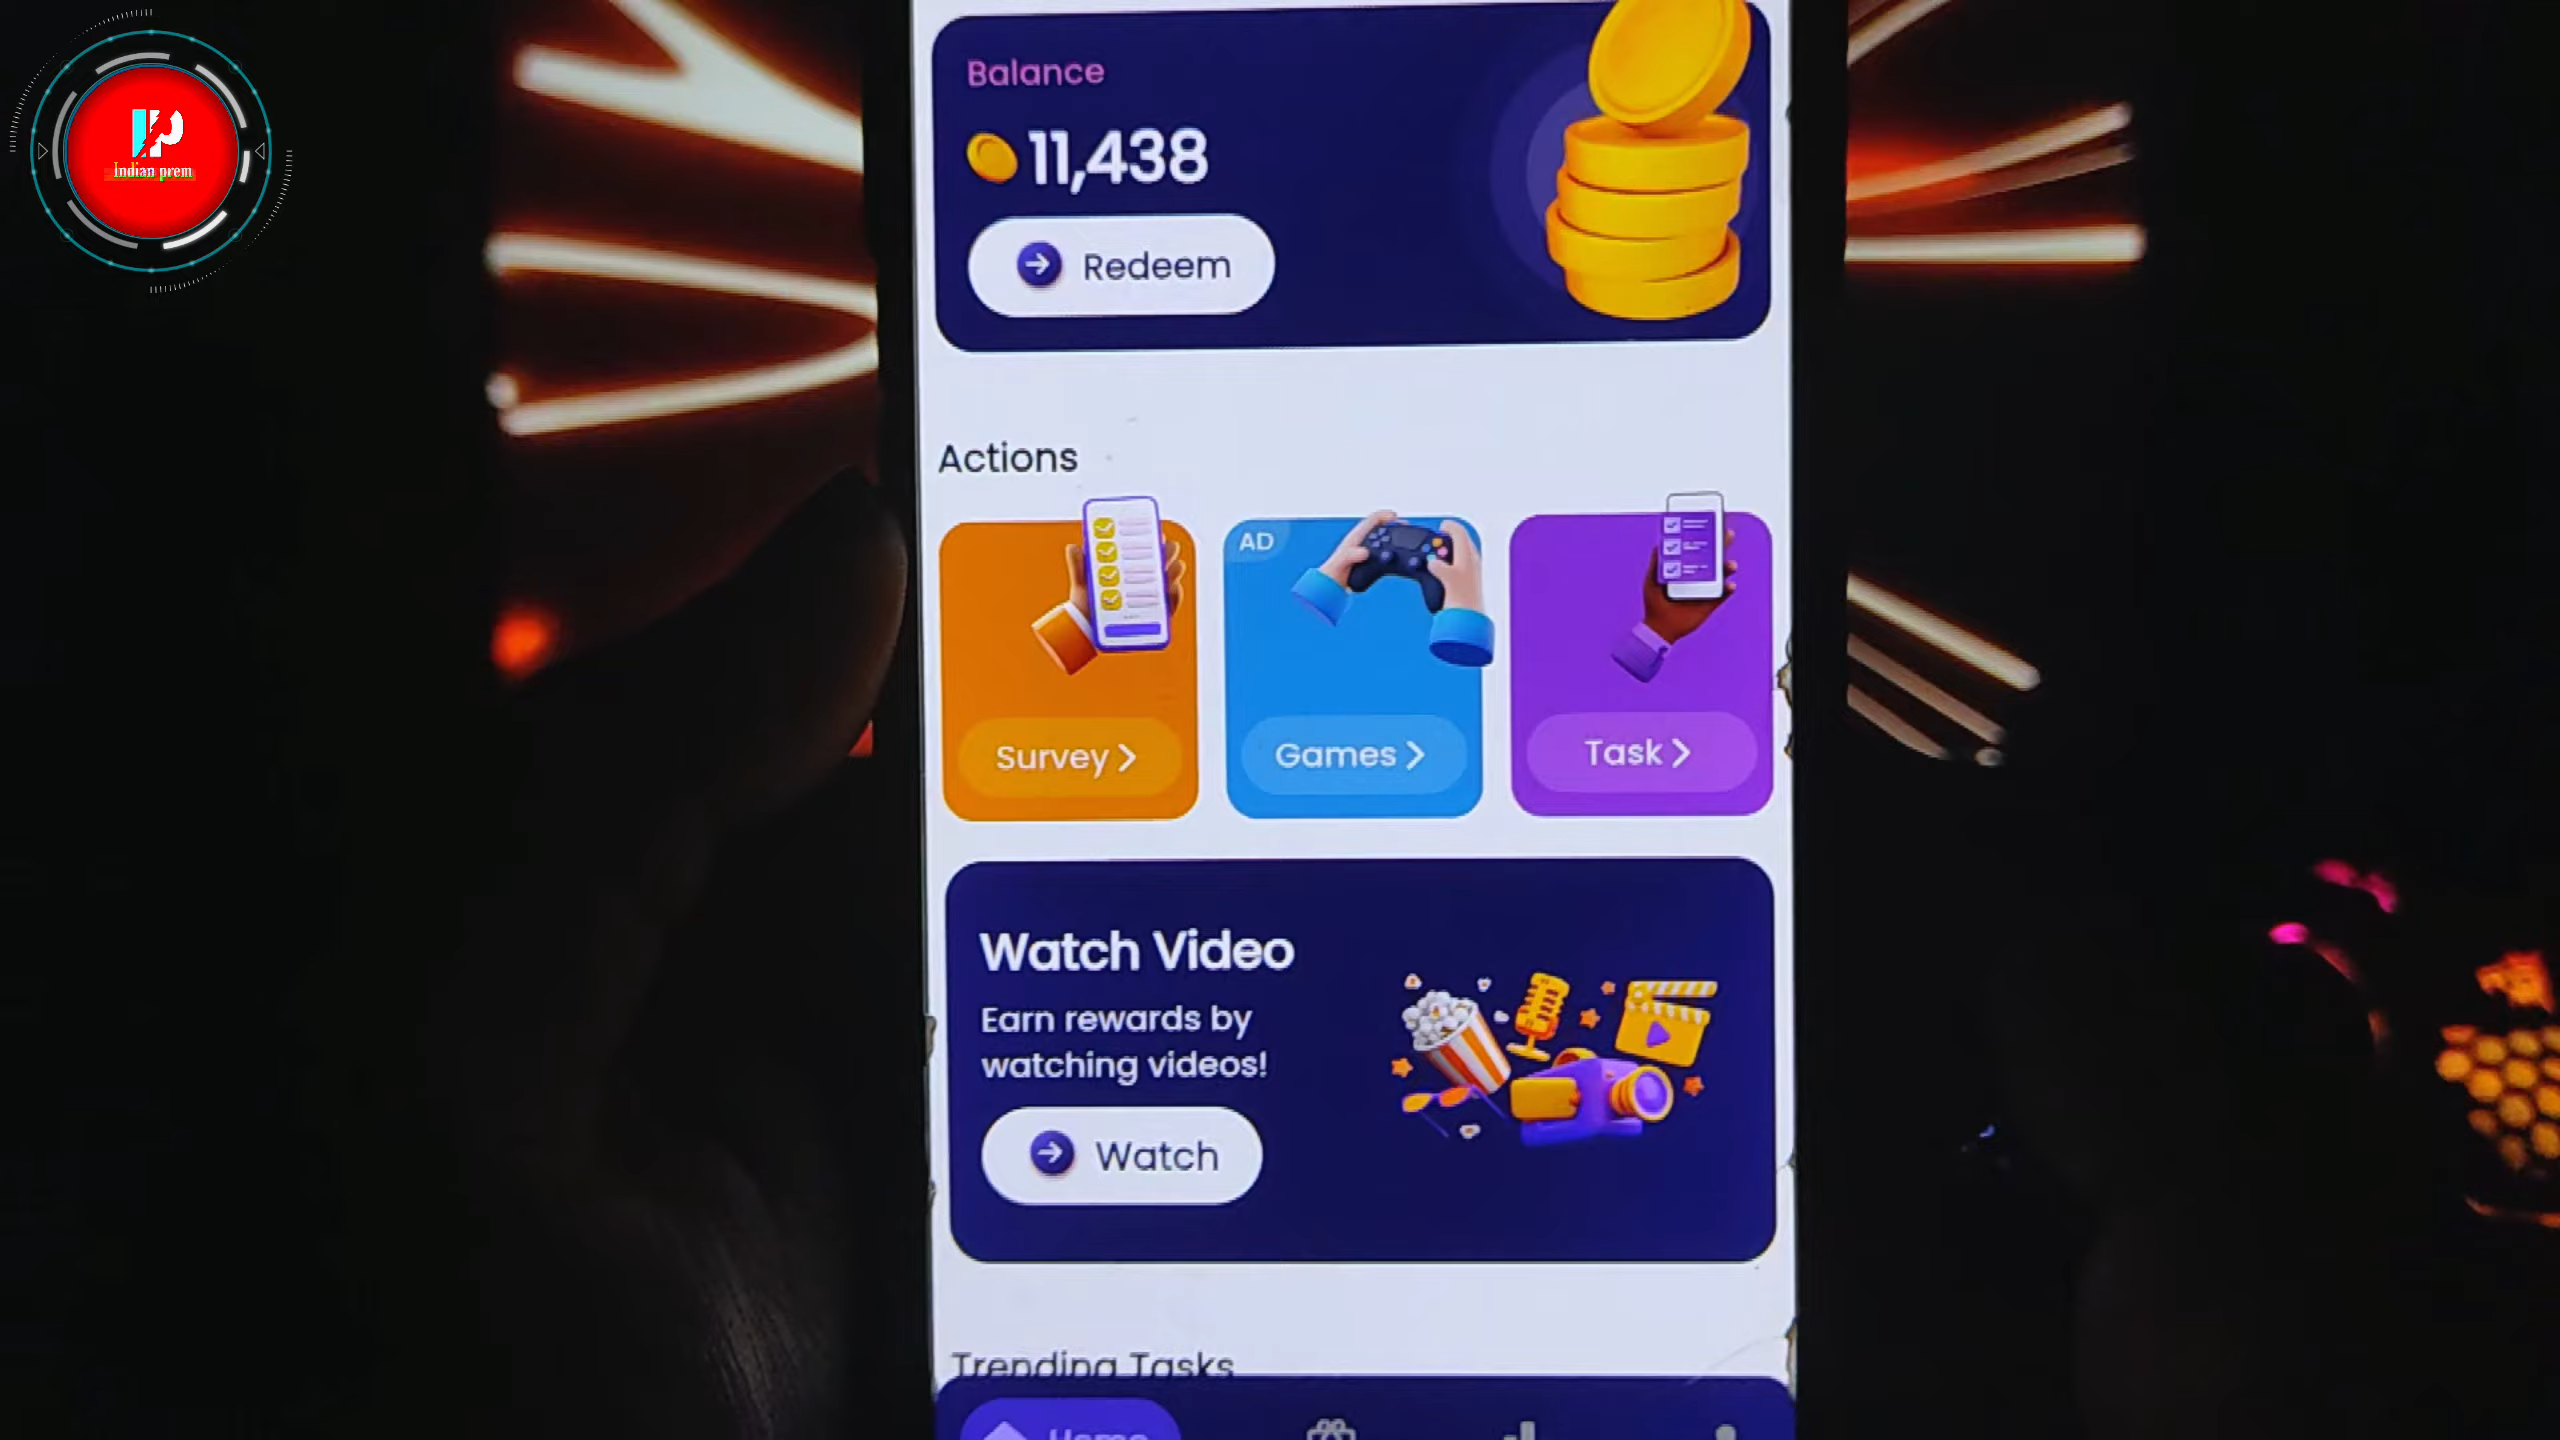 Indian prem
Balance
11,438
Redeem
Actions
AD
Survey
Games
Task
Watch Video
Earn rewards by
watching videos!
Watch
Trending Tasks
Home